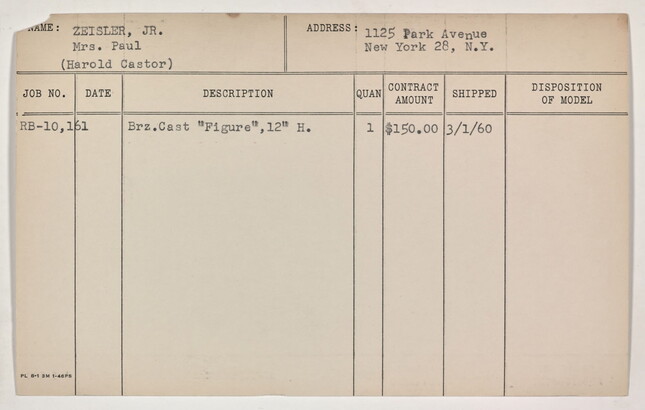 NAME: ZEISLER, JR. ADDRESS: 1125 Park Avenue
Mrs. Paul New York 28, N.Y.
(Harold Castor)
JOB NO. DATE DESCRIPTION QUAN CONTRACT AMOUNT SHIPPED DISPOSITION OF MODEL
RB-10,161 Brz.Cast "Figure",12" H. 1 $150.00 3/1/60